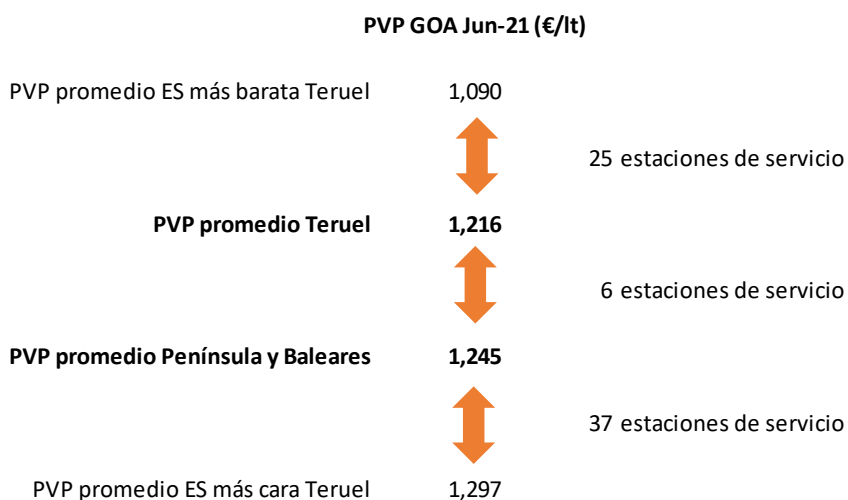 PVP GOA Jun-21 (€/lt)
PVP promedio ES más barata Teruel 1,090
25 estaciones de servicio
PVP promedio Teruel 1,216
6 estaciones de servicio
PVP promedio Península y Baleares 1,245
37 estaciones de servicio
PVP promedio ES más cara Teruel 1,297